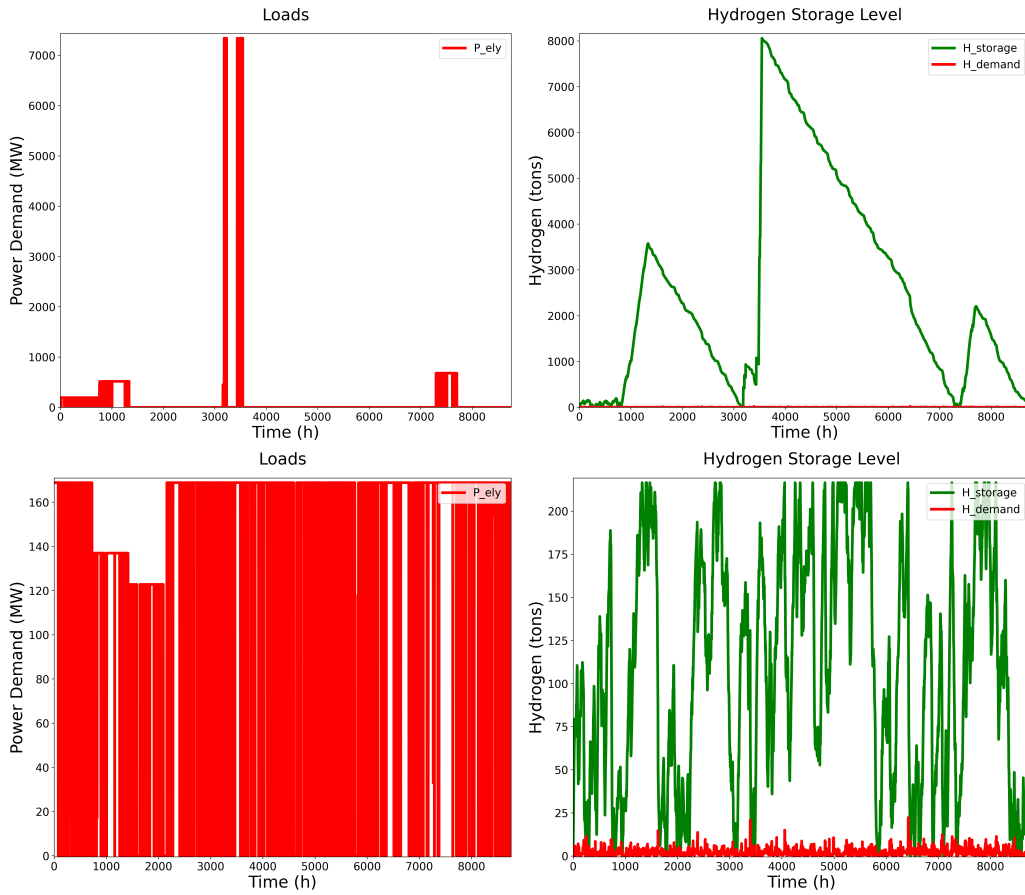 Loads
Hydrogen Storage Level
P_ely
H_storage
H_demand
Power Demand (MW)
7000
6000
5000
4000
3000
2000
1000
0
0 1000 2000 3000 4000 5000 6000 7000 8000
Time (h)
Hydrogen (tons)
8000
7000
6000
5000
4000
3000
2000
1000
0
0 1000 2000 3000 4000 5000 6000 7000 8000
Time (h)
Loads
Hydrogen Storage Level
P_ely
H_storage
H_demand
Power Demand (MW)
160
140
120
100
80
60
40
20
0
0 1000 2000 3000 4000 5000 6000 7000 8000
Time (h)
Hydrogen (tons)
200
175
150
125
100
75
50
25
0
0 1000 2000 3000 4000 5000 6000 7000 8000
Time (h)